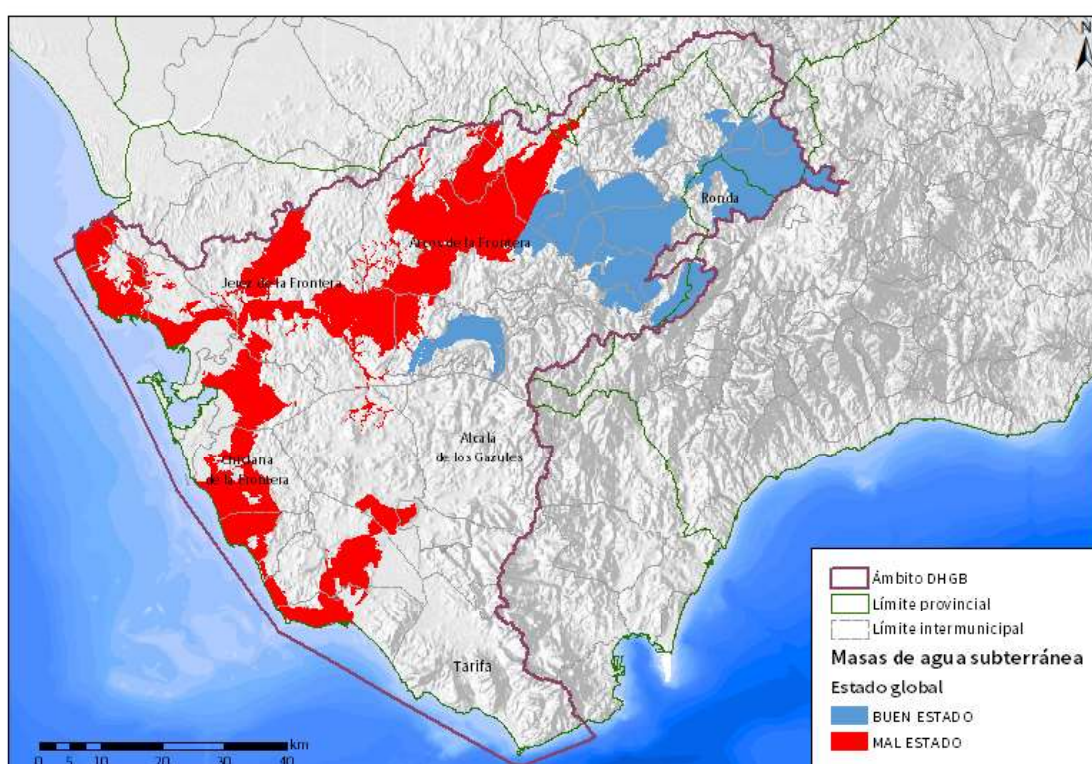 N
Ronda
Arcos de la Frontera
Jerez de la Frontera
Alcalá
de los Gazules
Chiclana
de la Frontera
Tarifa
km
0 5 10 20 30 40
Ámbito DHGB
Límite provincial
Límite intermunicipal
Masas de agua subterránea
Estado global
BUEN ESTADO
MAL ESTADO